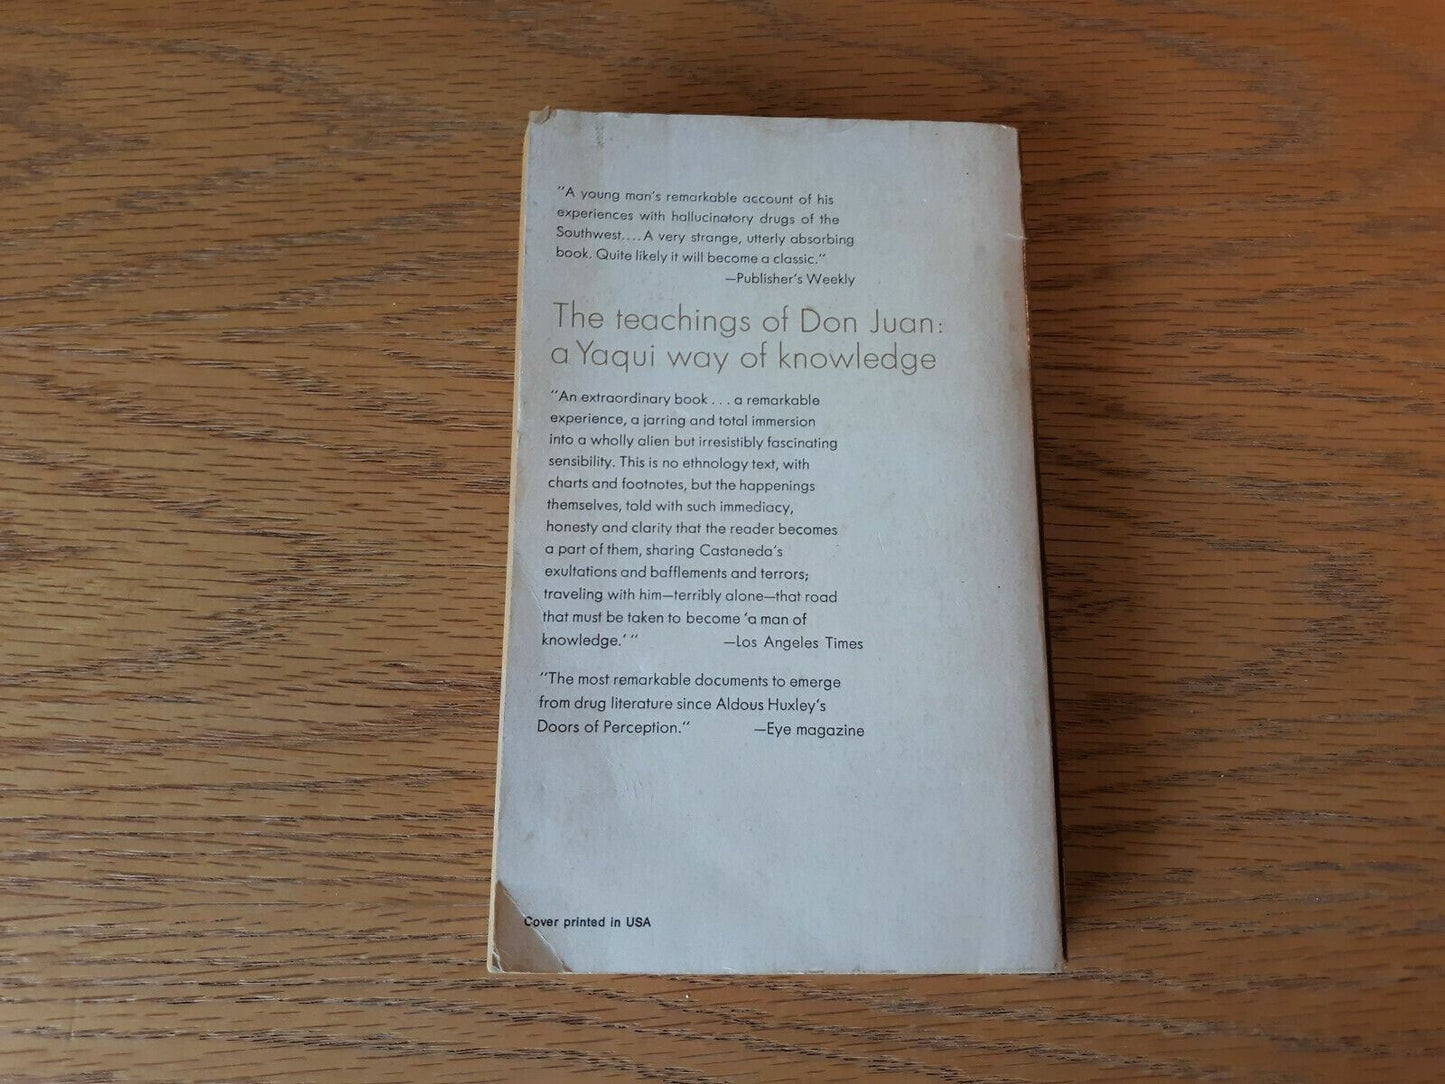 "A young man's remarkable account of his
experiences with hallucinatory drugs of the
Southwest....A very strange, utterly absorbing
book. Quite likely it will become a classic."
—Publisher's Weekly
The teachings of Don Juan:
a Yaqui way of knowledge
"An extraordinary book . . . a remarkable
experience, a jarring and total immersion
into a wholly alien but irresistibly fascinating
sensibility. This is no ethnology text, with
charts and footnotes, but the happenings
themselves, told with such immediacy,
honesty and clarity that the reader becomes
a part of them, sharing Castaneda's
exultations and bafflements and terrors;
traveling with him—terribly alone—that road
that must be taken to become 'a man of
knowledge.' " —Los Angeles Times
"The most remarkable documents to emerge
from drug literature since Aldous Huxley's
Doors of Perception." —Eye magazine
Cover printed in USA